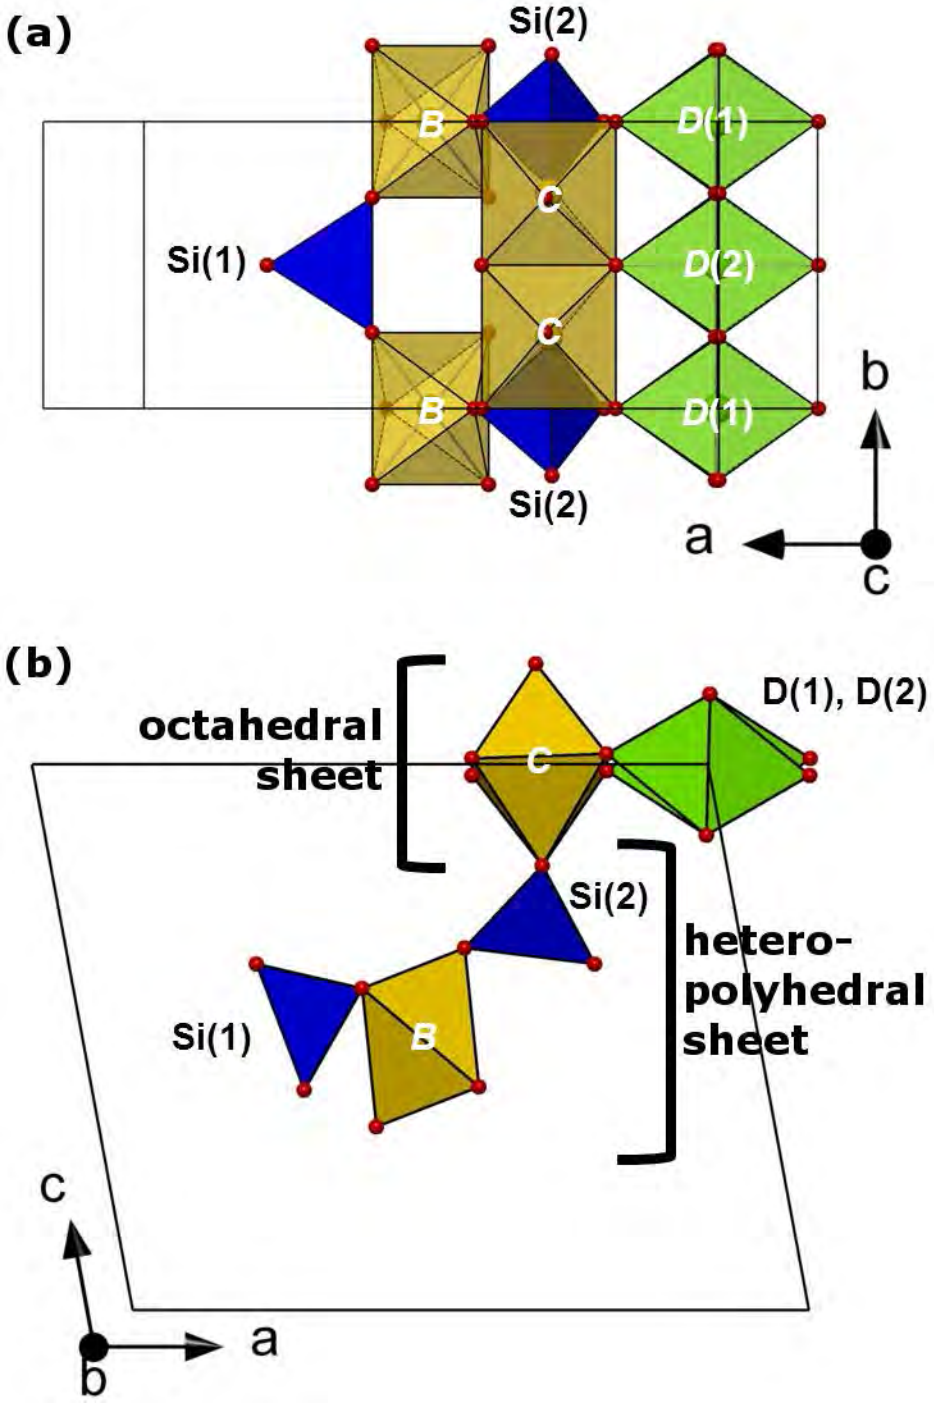 (a)
Si(2)
B
D(1)
C
Si(1)
D(2)
C
B
D(1)
Si(2)
b
a
c
(b)
D(1), D(2)
octahedral
sheet
C
Si(2)
hetero-
polyhedral
sheet
Si(1)
B
c
a
b